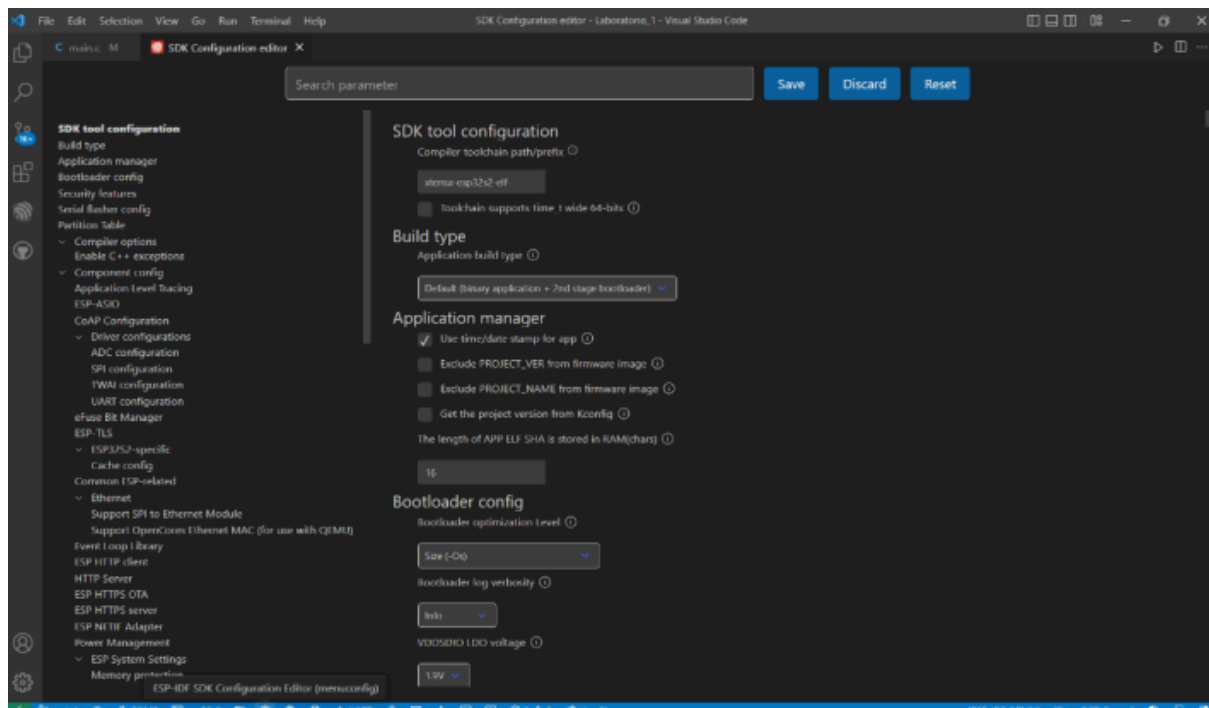 File Edit Selection View Go Run Terminal Help
SDK Configuration editor - Laboratorio_1 - Visual Studio Code
main.c M
SDK Configuration editor
Search parameter
Save
Discard
Reset
SDK tool configuration
Build type
Application manager
Bootloader config
Security features
Serial flasher config
Partition Table
Compiler options
Enable C++ exceptions
Component config
Application Level Tracing
ESP-ASIO
CoAP Configuration
Driver configurations
ADC configuration
SPI configuration
TWAI configuration
UART configuration
eFuse Bit Manager
ESP-TLS
ESP32S2-specific
Cache config
Common ESP-related
Ethernet
Support SPI to Ethernet Module
Support OpenCores Ethernet MAC (for use with QEMU)
Event Loop Library
ESP HTTP client
HTTP Server
ESP HTTPS OTA
ESP HTTPS server
ESP NETIF Adapter
Power Management
ESP System Settings
Memory protection
ESP-IDF SDK Configuration Editor (menuconfig)
SDK tool configuration
Compiler toolchain path/prefix
xtensa-esp32s2-elf
Toolchain supports time_t wide 64-bits
Build type
Application build type
Default (binary application + 2nd stage bootloader)
Application manager
Use time/date stamp for app
Exclude PROJECT_VER from firmware image
Exclude PROJECT_NAME from firmware image
Get the project version from Kconfig
The length of APP ELF SHA is stored in RAM(chars)
16
Bootloader config
Bootloader optimization Level
Size (-Os)
Bootloader log verbosity
Info
VDDSDIO LDO voltage